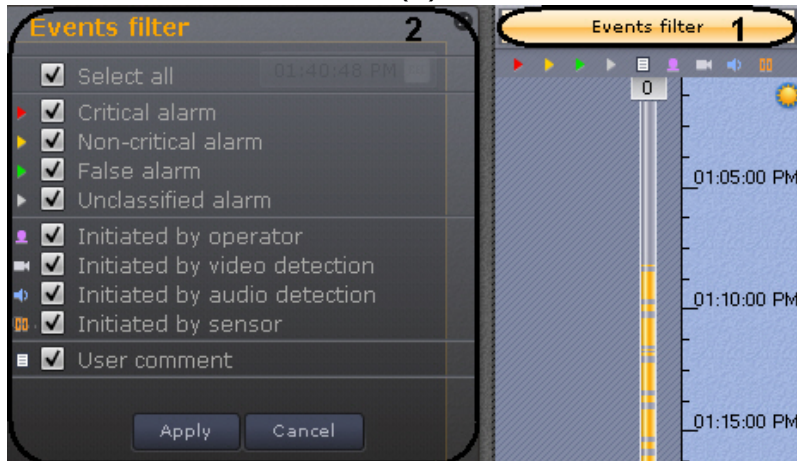 Events filter 2
Select all
01:40:48 PM
Critical alarm
Non-critical alarm
False alarm
Unclassified alarm
Initiated by operator
Initiated by video detection
Initiated by audio detection
Initiated by sensor
User comment
Apply Cancel
Events filter 1
0
01:05:00 PM
01:10:00 PM
01:15:00 PM